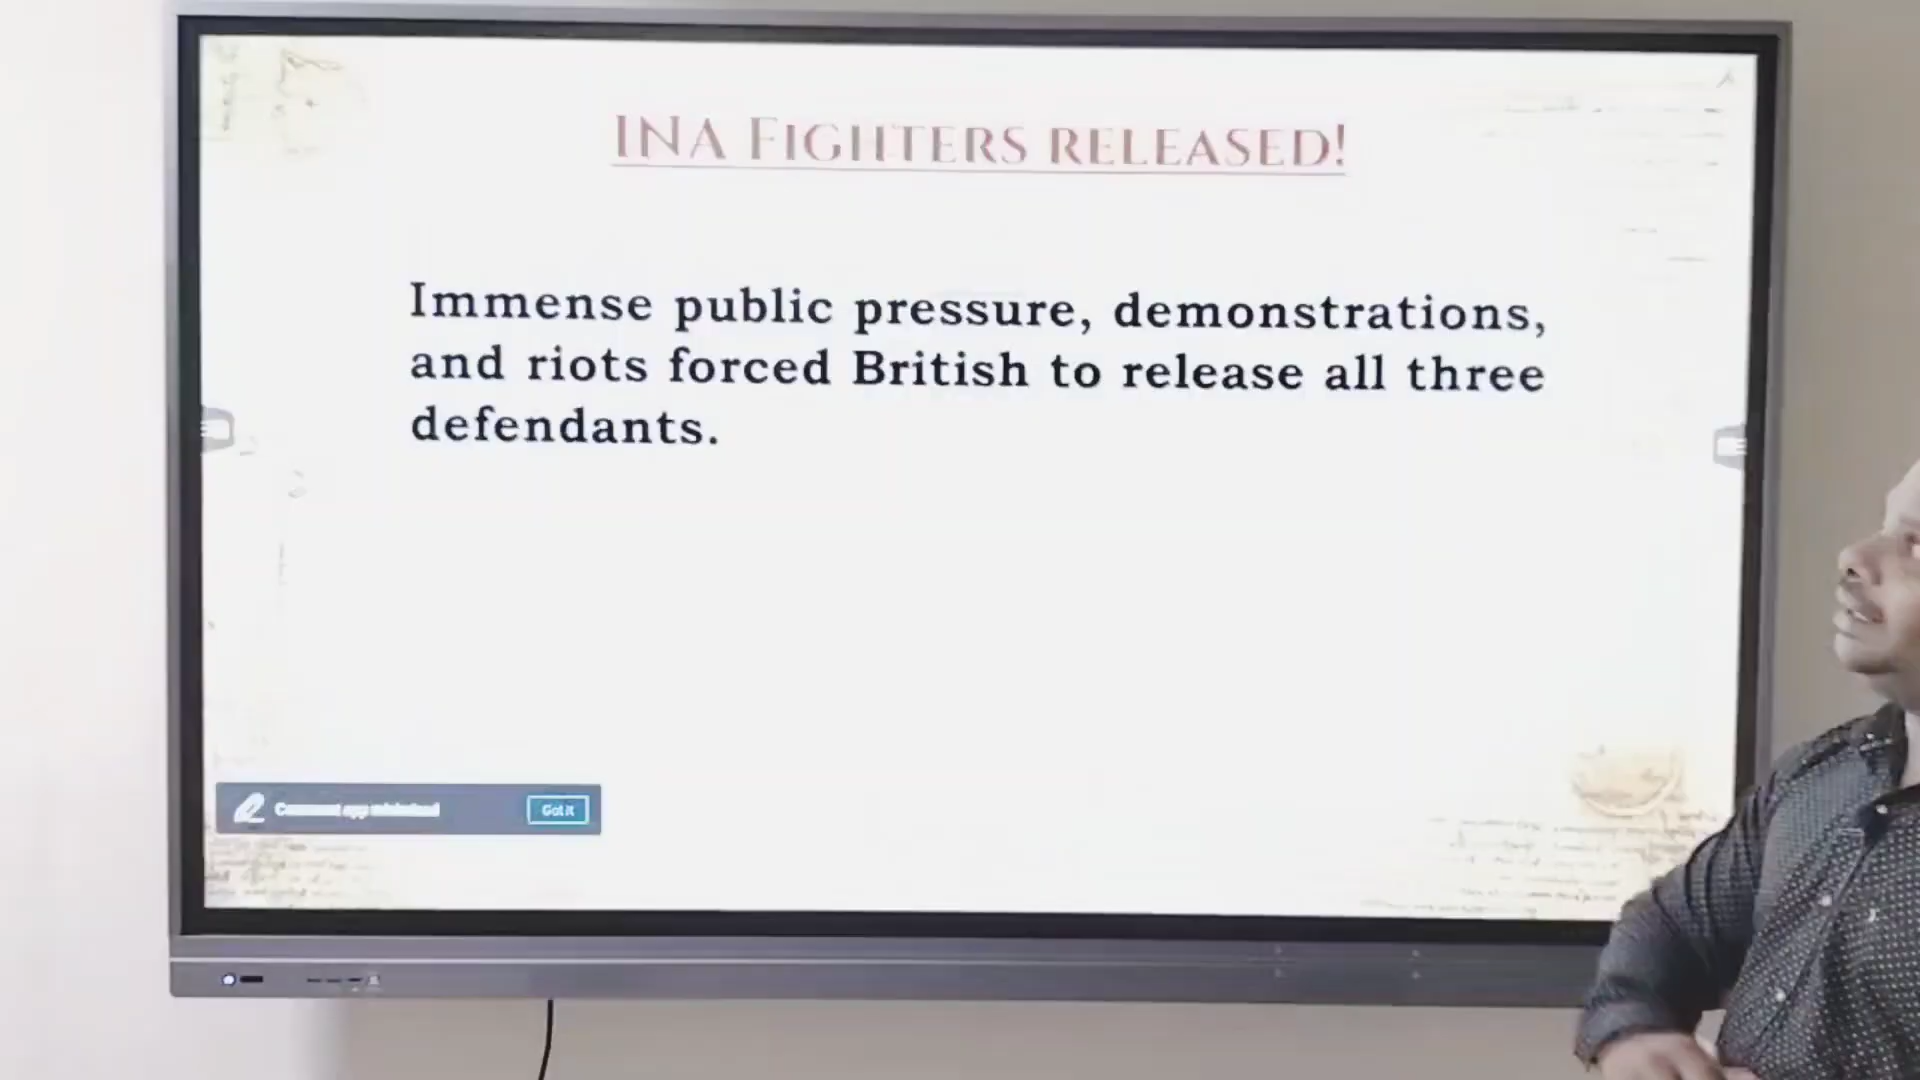 INA FIGHTERS RELEASED!
Immense public pressure, demonstrations,
and riots forced British to release all three
defendants.
Got it